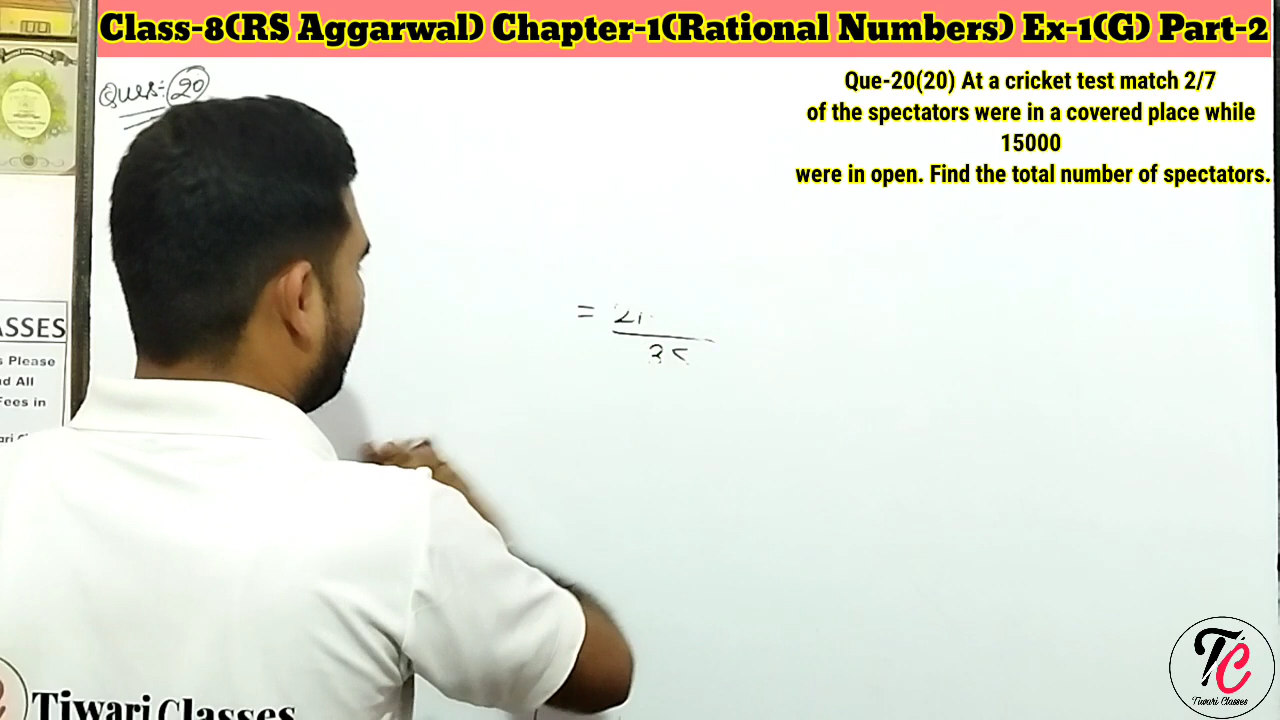 Class-8(RS Aggarwal) Chapter-1(Rational Numbers) Ex-1(G) Part-2
Ques:- 20
Que-20(20) At a cricket test match 2/7
of the spectators were in a covered place while
15000
were in open. Find the total number of spectators.
= 21
35
ASSES
s Please
d All
Fees in
Tiwari Classes
TC
Tiwari Classes